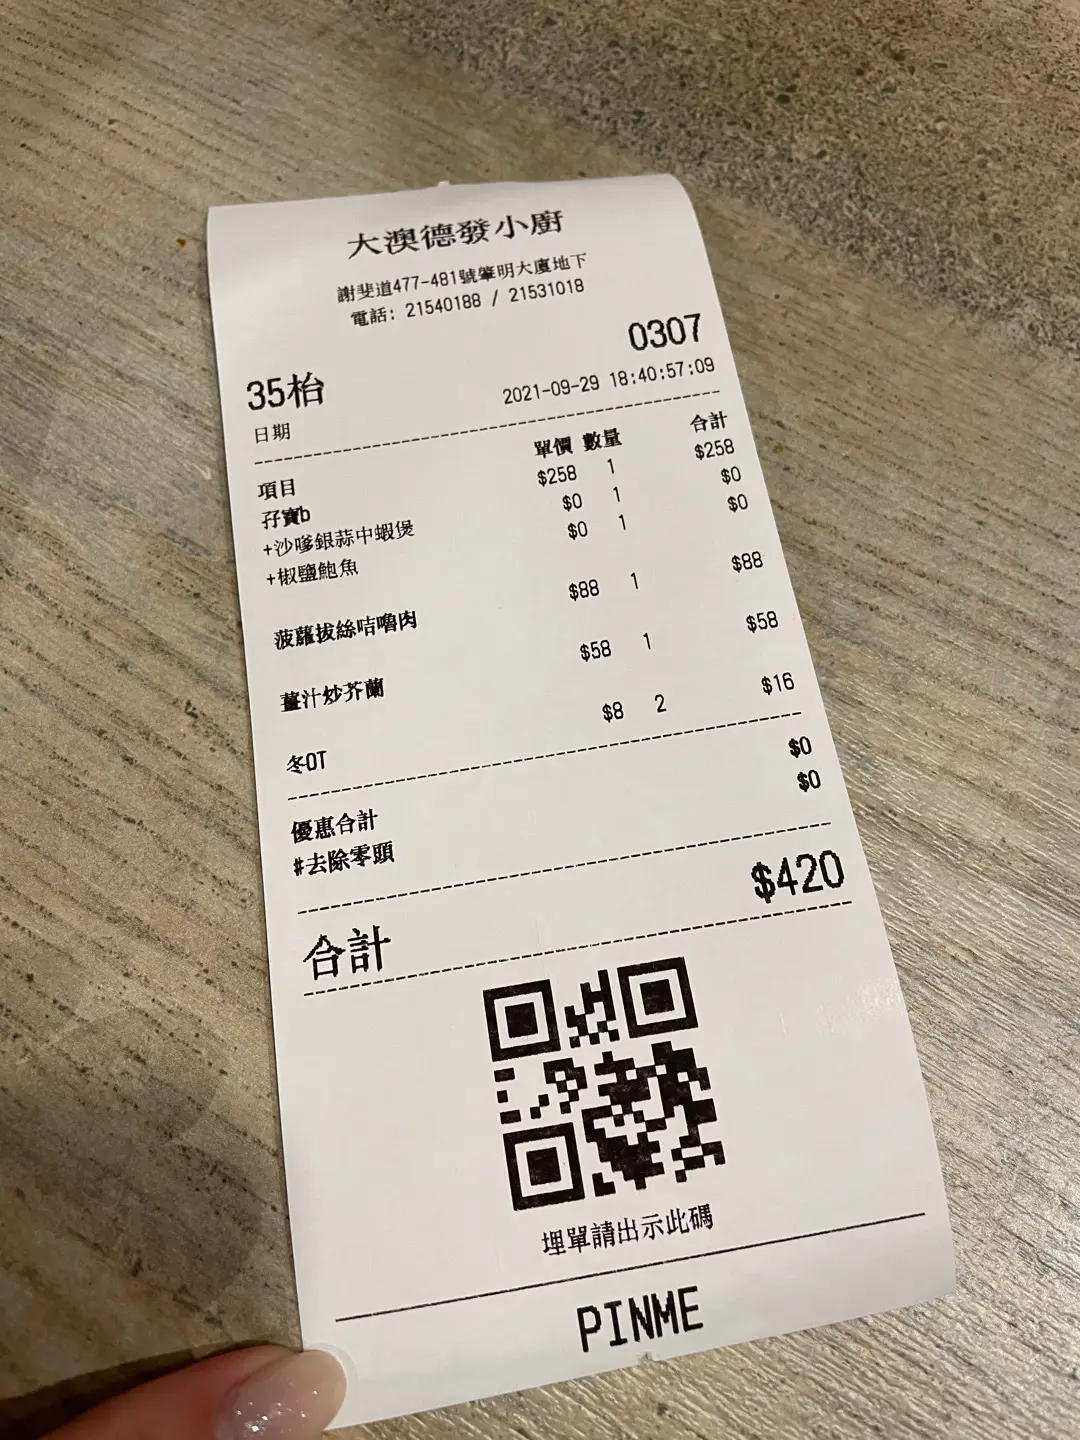 大澳德發小廚
謝斐道477-481號肇明大廈地下
電話: 21540188 / 21531018
0307
35枱
日期 2021-09-29 18:40:57:09
項目 單價 數量 合計
孖寶b $258 1 $258
+沙嗲銀蒜中蝦煲 $0 1 $0
+椒鹽鮑魚 $0 1 $0
菠蘿拔絲咕嚕肉 $88 1 $88
薑汁炒芥蘭 $58 1 $58
冬OT $8 2 $16
優惠合計 $0
#去除零頭 $0
合計 $420
埋單請出示此碼
PINME